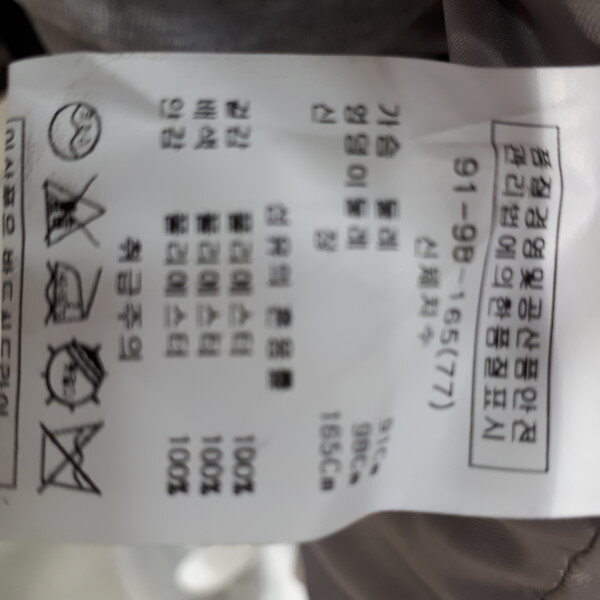 품질경영및공산품안전
관리법에의한품질표시
91-98-165(77)
신체치수
가슴 둘레 91Cm
엉덩이 둘레 98Cm
신 장 165Cm
섬유의 혼용률
겉감 폴리에스터 100%
배색 폴리에스터 100%
안감 폴리에스터 100%
취급주의